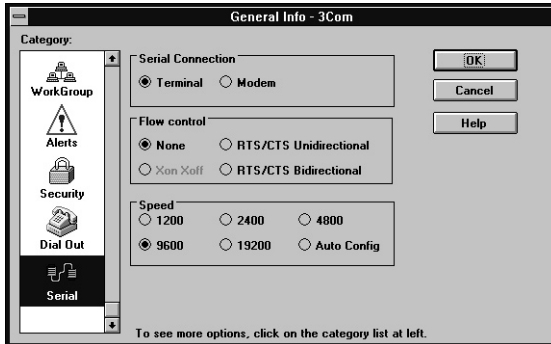 General Info - 3Com
Category:
WorkGroup
Alerts
Security
Dial Out
Serial
Serial Connection
Terminal Modem
Flow control
None RTS/CTS Unidirectional
Xon Xoff RTS/CTS Bidirectional
Speed
1200 2400 4800
9600 19200 Auto Config
OK
Cancel
Help
To see more options, click on the category list at left.